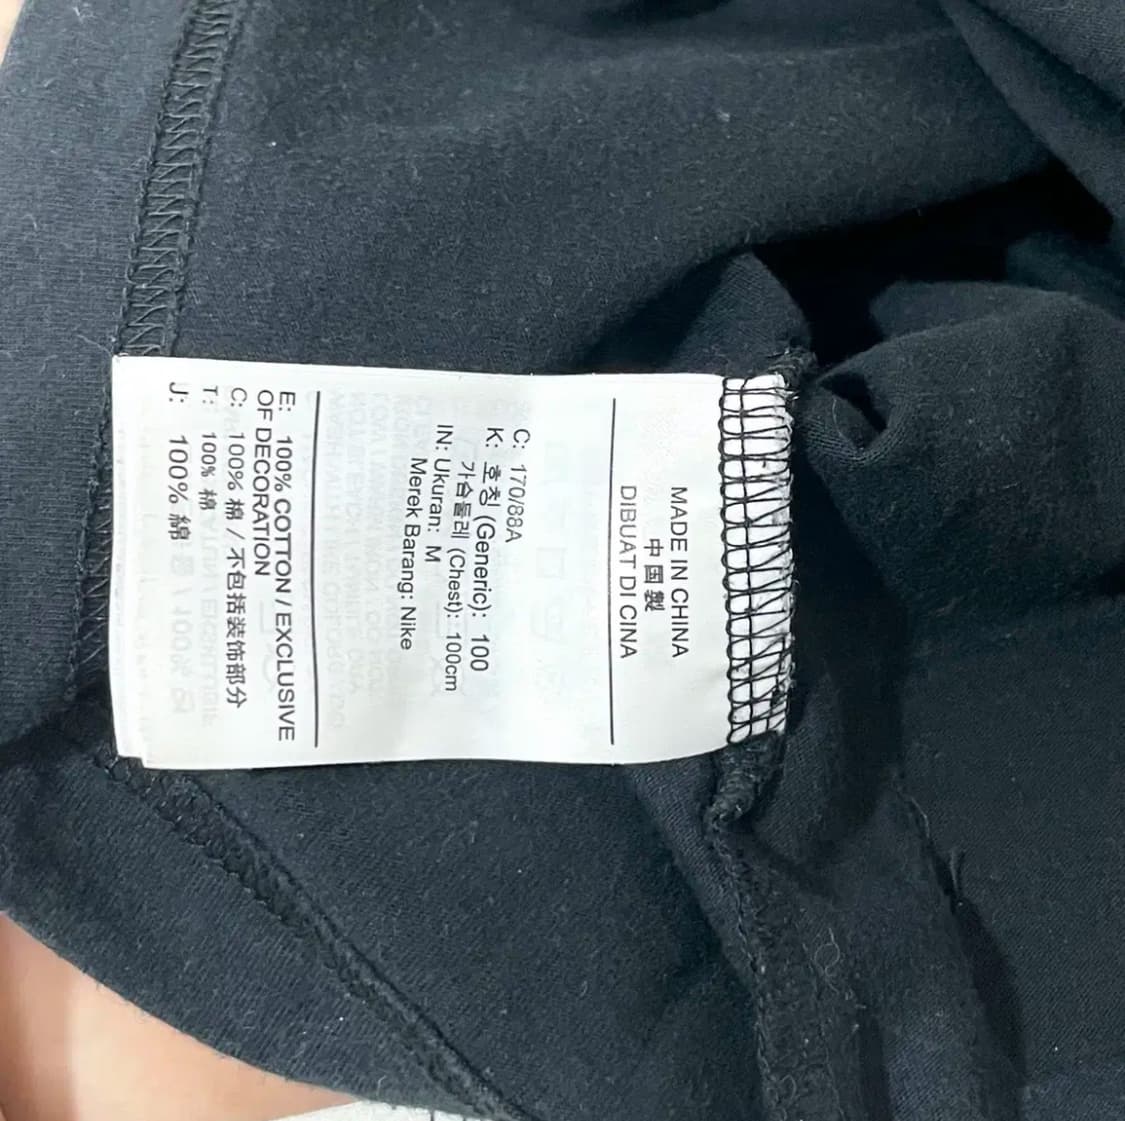 MADE IN CHINA
中国製
DIBUAT DI CINA
C: 170/88A
K: 호칭 (Generic): 100
가슴둘레 (Chest): 100cm
IN: Ukuran: M
Merek Barang: Nike
E: 100% COTTON / EXCLUSIVE
OF DECORATION
C: 100% 棉 / 不包括装饰部分
T: 100% 棉
J: 100% 綿